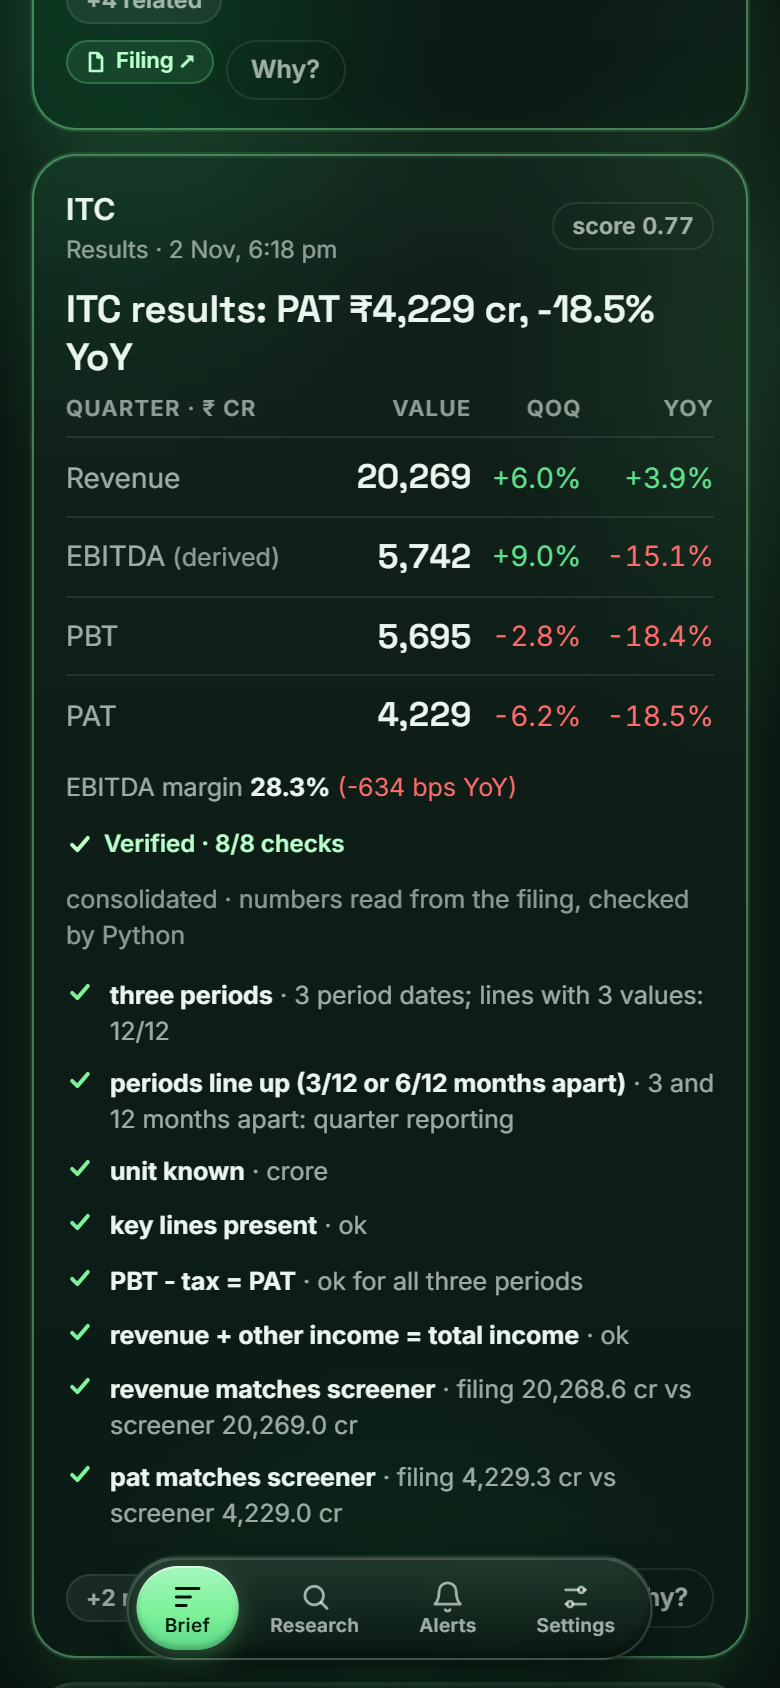 +4 related
Filing ↗
Why?
ITC
Results · 2 Nov, 6:18 pm
score 0.77
ITC results: PAT ₹4,229 cr, -18.5%
YoY
QUARTER · ₹ CR VALUE QOQ YOY
Revenue 20,269 +6.0% +3.9%
EBITDA (derived) 5,742 +9.0% -15.1%
PBT 5,695 -2.8% -18.4%
PAT 4,229 -6.2% -18.5%
EBITDA margin 28.3% (-634 bps YoY)
Verified · 8/8 checks
consolidated · numbers read from the filing, checked
by Python
three periods · 3 period dates; lines with 3 values:
12/12
periods line up (3/12 or 6/12 months apart) · 3 and
12 months apart: quarter reporting
unit known · crore
key lines present · ok
PBT - tax = PAT · ok for all three periods
revenue + other income = total income · ok
revenue matches screener · filing 20,268.6 cr vs
screener 20,269.0 cr
pat matches screener · filing 4,229.3 cr vs
screener 4,229.0 cr
+2
hy?
Brief
Research
Alerts
Settings